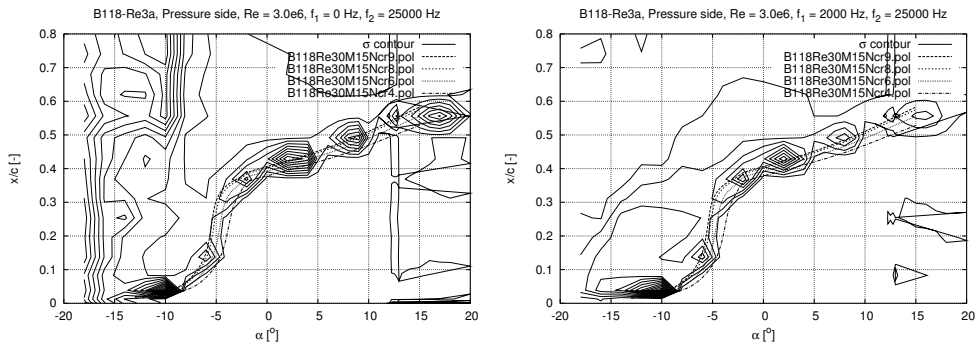 B118-Re3a, Pressure side, Re = 3.0e6, f1 = 0 Hz, f2 = 25000 Hz
σ contour
B118Re30M15Ncr9.pol
B118Re30M15Ncr8.pol
B118Re30M15Ncr6.pol
B118Re30M15Ncr4.pol
0.8
0.7
0.6
0.5
0.4
0.3
0.2
0.1
0
x/c [-]
-20 -15 -10 -5 0 5 10 15 20
α [°]
B118-Re3a, Pressure side, Re = 3.0e6, f1 = 2000 Hz, f2 = 25000 Hz
σ contour
B118Re30M15Ncr9.pol
B118Re30M15Ncr8.pol
B118Re30M15Ncr6.pol
B118Re30M15Ncr4.pol
0.8
0.7
0.6
0.5
0.4
0.3
0.2
0.1
0
x/c [-]
-20 -15 -10 -5 0 5 10 15 20
α [°]